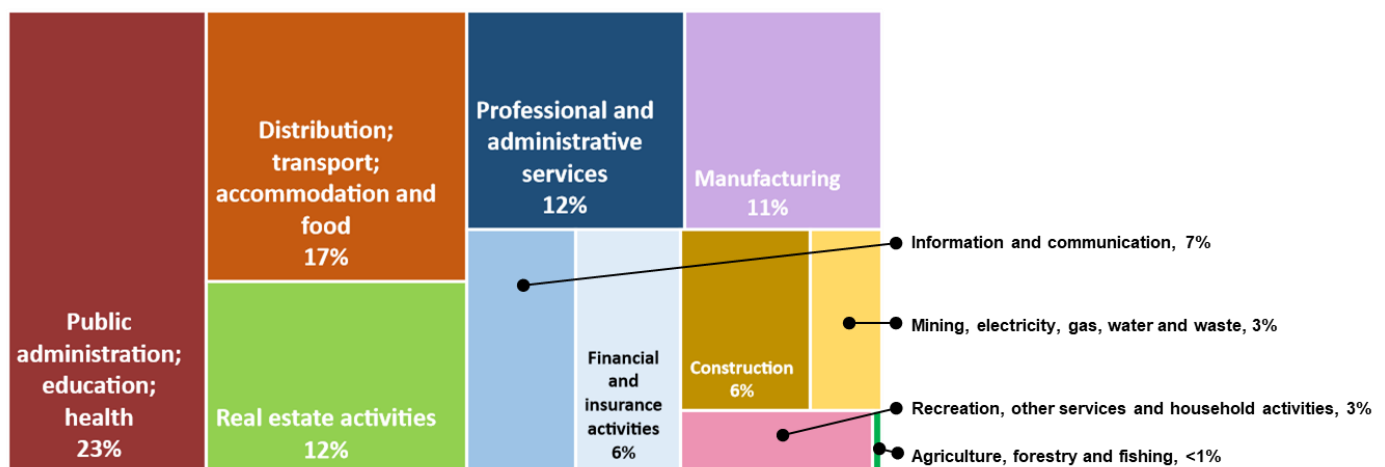 Public
administration;
education;
health
23%
Distribution;
transport;
accommodation and
food
17%
Real estate activities
12%
Professional and
administrative
services
12%
Manufacturing
11%
Financial
and
insurance
activities
6%
Construction
6%
Information and communication, 7%
Mining, electricity, gas, water and waste, 3%
Recreation, other services and household activities, 3%
Agriculture, forestry and fishing, <1%